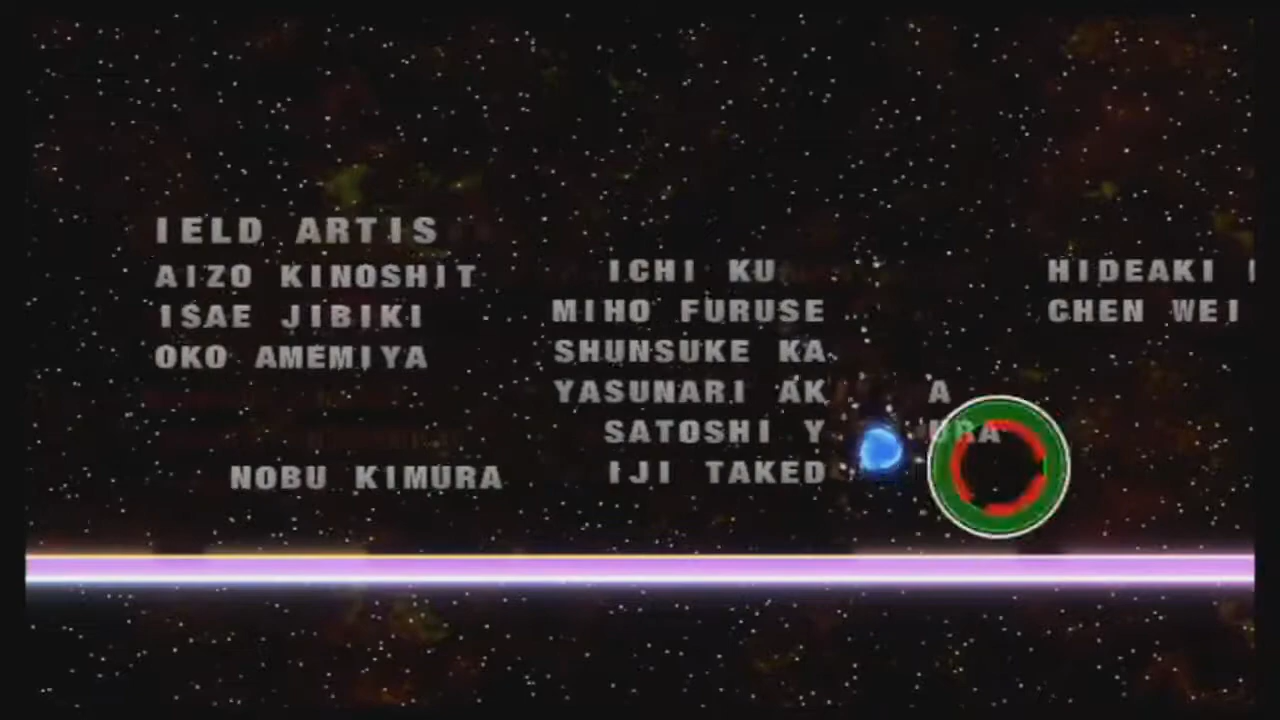 IELD ARTIS
AIZO KINOSHIT
ISAE JIBIKI
OKO AMEMIYA
NOBU KIMURA
ICHI KU
MIHO FURUSE
SHUNSUKE KA
YASUNARI AK A
SATOSHI Y URA
IJI TAKED
HIDEAKI
CHEN WEI